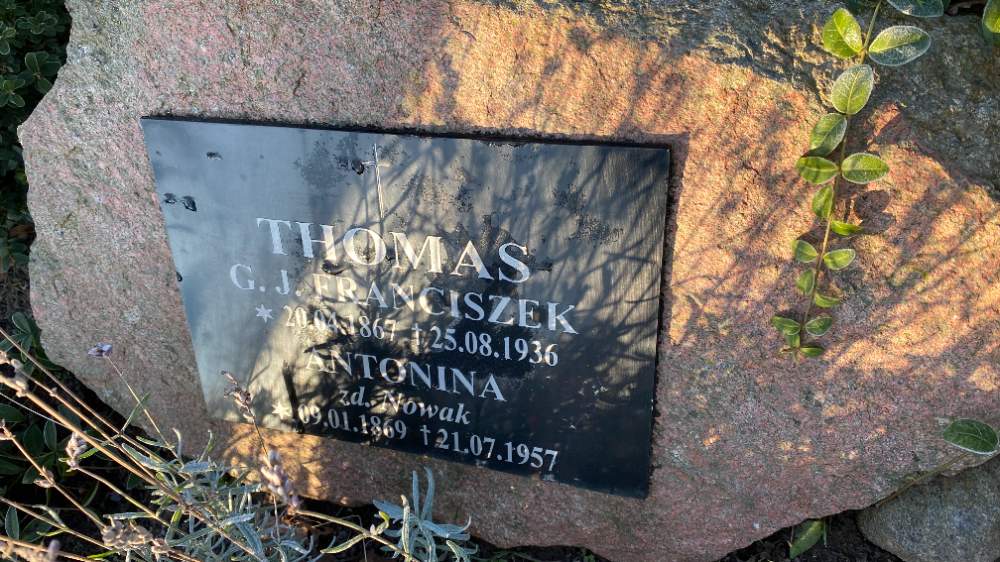 THOMAS
G. J. FRANCISZEK
* 20.04.1867 † 25.08.1936
ANTONINA
zd. Nowak
* 09.01.1869 † 21.07.1957